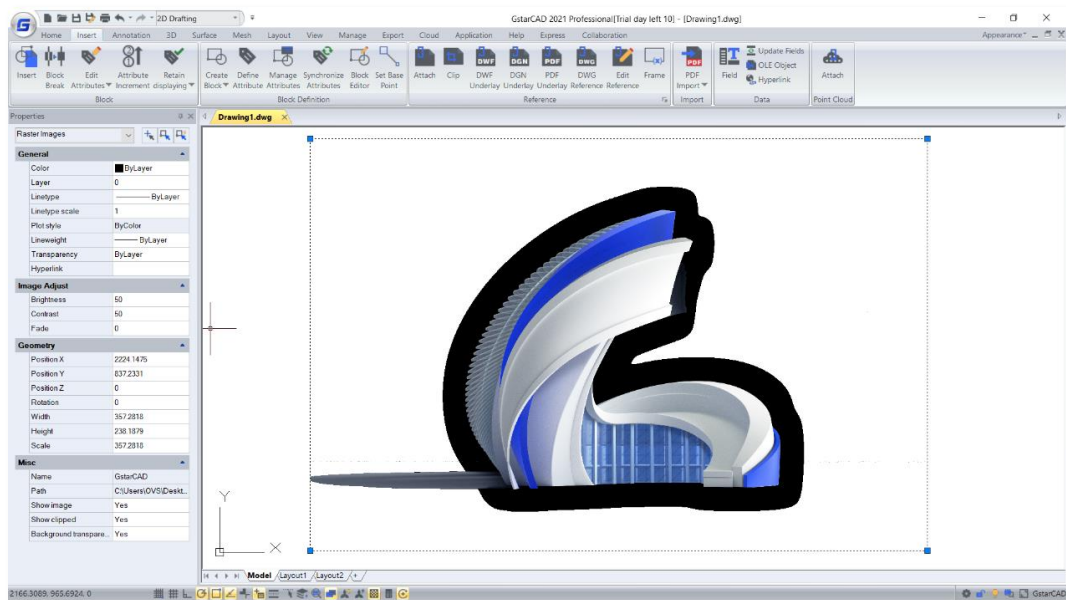 2D Drafting
GstarCAD 2021 Professional[Trial day left 10] - [Drawing1.dwg]
Home Insert Annotation 3D Surface Mesh Layout View Manage Export Cloud Application Help Express Collaboration Appearance
Insert Block Break Edit Attributes Attribute Increment Retain displaying Create Block Define Attribute Manage Attributes Synchronize Attributes Block Editor Set Base Point Attach Clip DWF Underlay DGN Underlay PDF Underlay DWG Reference Edit Reference Frame PDF Import Field Update Fields OLE Object Hyperlink Attach
Block Block Definition Reference Import Data Point Cloud
Properties
Drawing1.dwg
Raster Images
General
Color ByLayer
Layer 0
Linetype ByLayer
Linetype scale 1
Plot style ByColor
Lineweight ByLayer
Transparency ByLayer
Hyperlink
Image Adjust
Brightness 50
Contrast 50
Fade 0
Geometry
Position X 2224.1475
Position Y 837.2331
Position Z 0
Rotation 0
Width 357.2818
Height 238.1879
Scale 357.2818
Misc
Name GstarCAD
Path C:\Users\OVS\Deskt...
Show image Yes
Show clipped Yes
Background transpare... Yes
Y
X
Model Layout1 Layout2 +
2166.3089, 965.6924, 0
GstarCAD